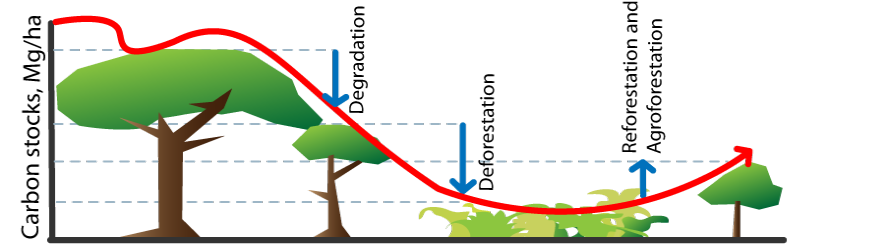 Carbon stocks, Mg/ha
Degradation
Deforestation
Reforestation and
Agroforestation